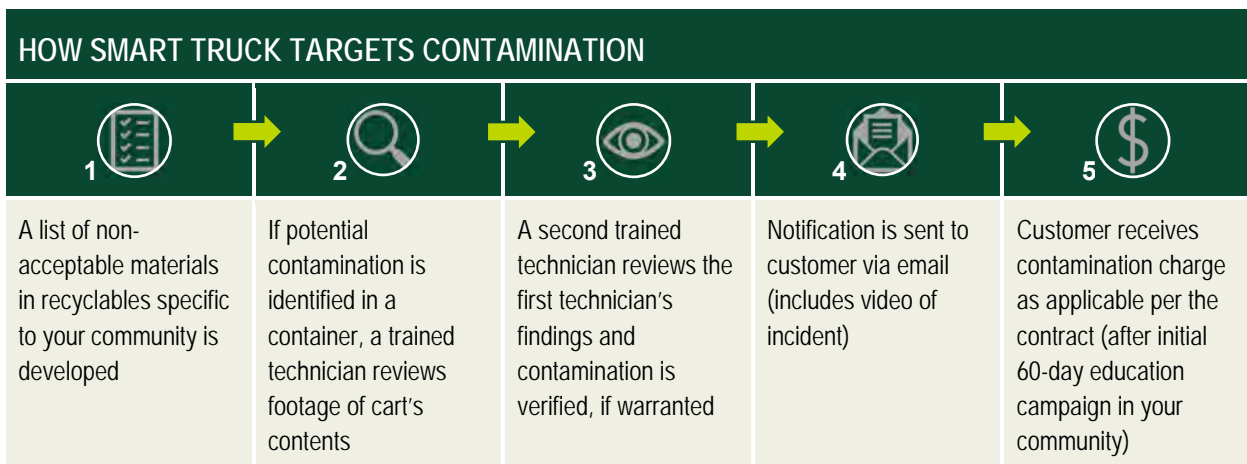 HOW SMART TRUCK TARGETS CONTAMINATION
1
A list of non-
acceptable materials
in recyclables specific
to your community is
developed
2
If potential
contamination is
identified in a
container, a trained
technician reviews
footage of cart's
contents
3
A second trained
technician reviews the
first technician's
findings and
contamination is
verified, if warranted
4
Notification is sent to
customer via email
(includes video of
incident)
5
Customer receives
contamination charge
as applicable per the
contract (after initial
60-day education
campaign in your
community)